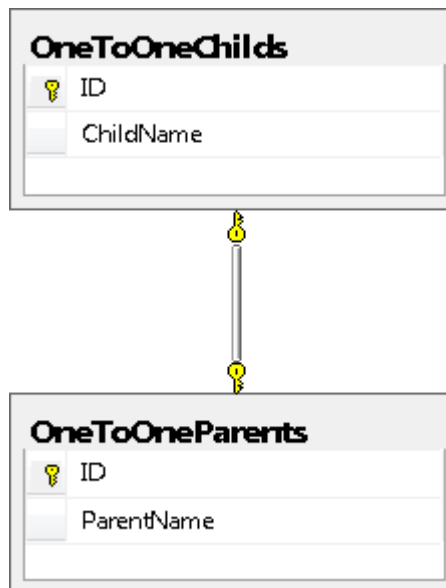 OneToOneChilds
ID
ChildName
OneToOneParents
ID
ParentName